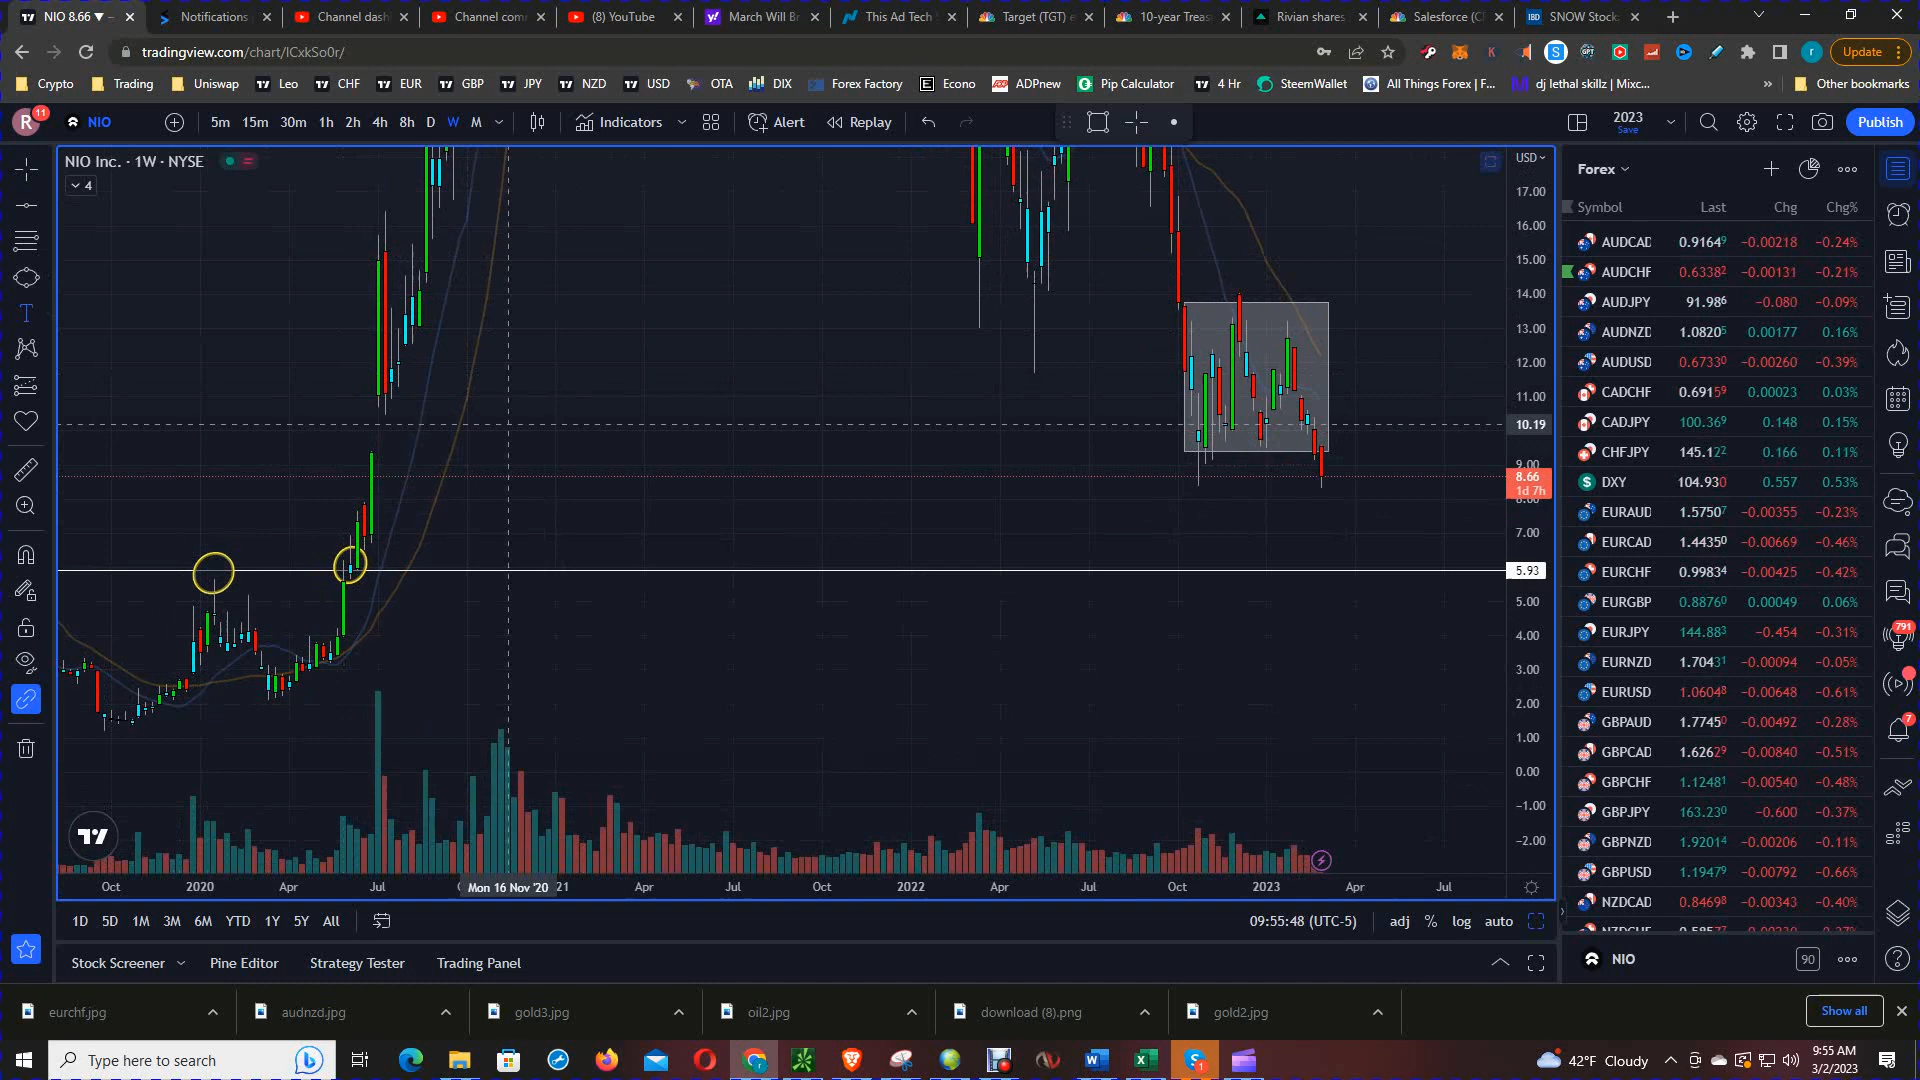 NIO 8.66 ▼ –
Notifications
Channel dash
Channel com
(8) YouTube
March Will Br
This Ad Tech
Target (TGT) e
10-year Treas
Rivian shares
Salesforce (CR
SNOW Stock
tradingview.com/chart/lCxkSo0r/
Update
Crypto Trading Uniswap Leo CHF EUR GBP JPY NZD USD OTA DIX Forex Factory Econo ADPnew Pip Calculator 4 Hr SteemWallet All Things Forex | F... dj lethal skillz | Mixc... » Other bookmarks
R 11 NIO 5m 15m 30m 1h 2h 4h 8h D W M Indicators Alert Replay 2023 Save Publish
NIO Inc. · 1W · NYSE
4
USD
17.00
16.00
15.00
14.00
13.00
12.00
11.00
10.19
9.00
8.66
1d 7h
8.00
7.00
5.93
5.00
4.00
3.00
2.00
1.00
0.00
−1.00
−2.00
Oct 2020 Apr Jul Mon 16 Nov '20 21 Apr Jul Oct 2022 Apr Jul Oct 2023 Apr Jul
1D 5D 1M 3M 6M YTD 1Y 5Y All 09:55:48 (UTC-5) adj % log auto
Stock Screener Pine Editor Strategy Tester Trading Panel
Forex
Symbol Last Chg Chg%
AUDCAD 0.91649 −0.00218 −0.24%
AUDCHF 0.63382 −0.00131 −0.21%
AUDJPY 91.986 −0.080 −0.09%
AUDNZD 1.08205 0.00177 0.16%
AUDUSD 0.67330 −0.00260 −0.39%
CADCHF 0.69159 0.00023 0.03%
CADJPY 100.369 0.148 0.15%
CHFJPY 145.122 0.166 0.11%
DXY 104.930 0.557 0.53%
EURAUD 1.57507 −0.00355 −0.23%
EURCAD 1.44350 −0.00669 −0.46%
EURCHF 0.99834 −0.00425 −0.42%
EURGBP 0.88760 0.00049 0.06%
EURJPY 144.883 −0.454 −0.31%
EURNZD 1.70431 −0.00094 −0.05%
EURUSD 1.06048 −0.00648 −0.61%
GBPAUD 1.77450 −0.00492 −0.28%
GBPCAD 1.62629 −0.00840 −0.51%
GBPCHF 1.12481 −0.00540 −0.48%
GBPJPY 163.230 −0.600 −0.37%
GBPNZD 1.92014 −0.00206 −0.11%
GBPUSD 1.19479 −0.00792 −0.66%
NZDCAD 0.84698 −0.00343 −0.40%
NIO 90
791
7
eurchf.jpg audnzd.jpg gold3.jpg oil2.jpg download (8).png gold2.jpg Show all
Type here to search
42°F Cloudy
9:55 AM
3/2/2023